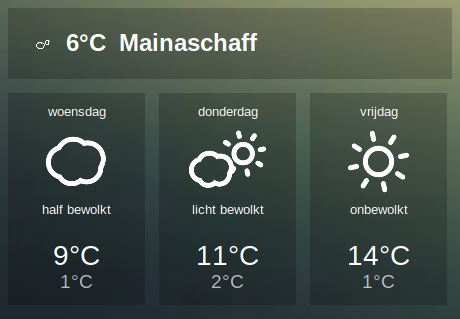 6°C Mainaschaff
woensdag
half bewolkt
9°C
1°C
donderdag
licht bewolkt
11°C
2°C
vrijdag
onbewolkt
14°C
1°C